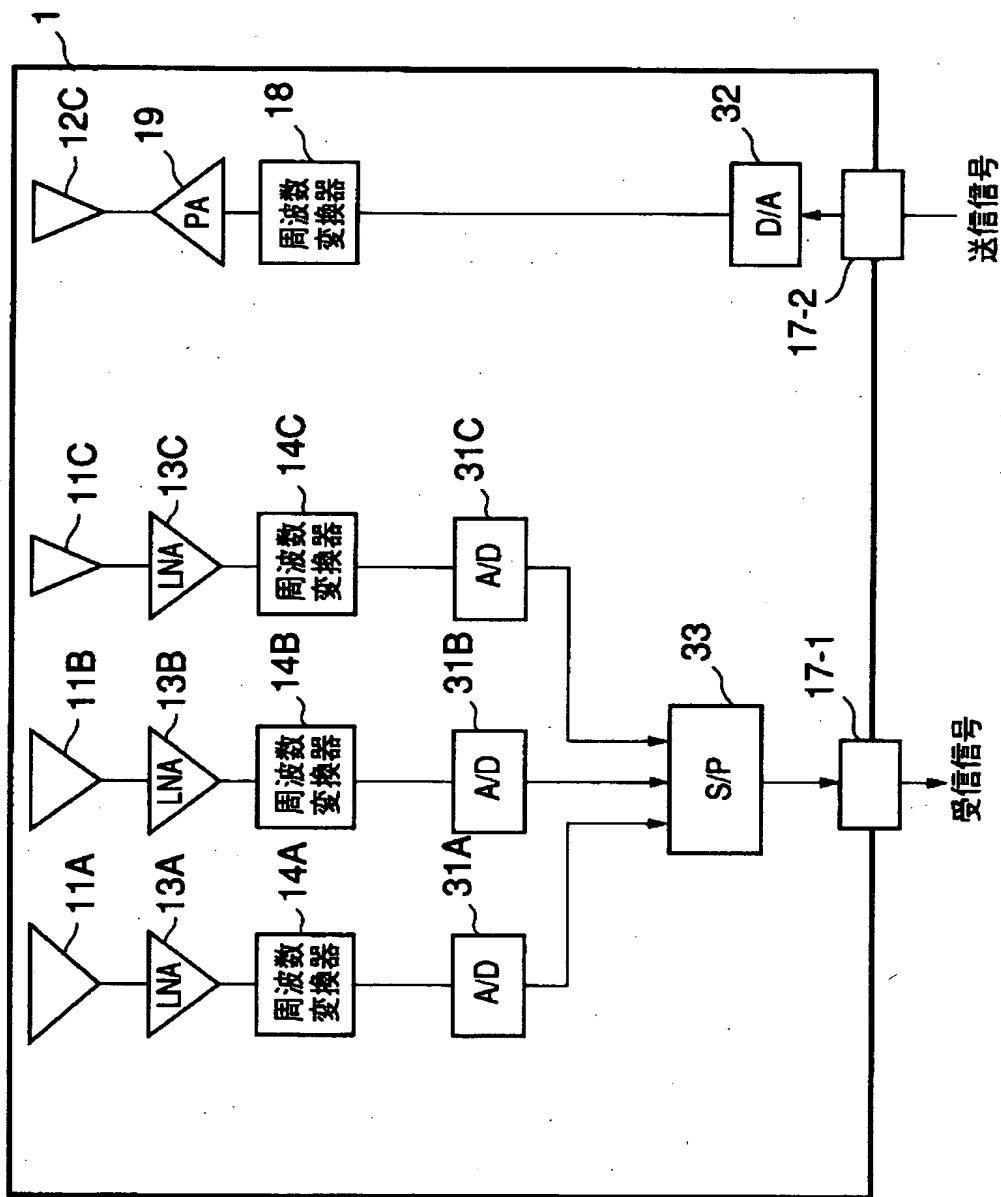 1
11A
11B
11C
12C
13A
13B
13C
19
LNA
LNA
LNA
PA
14A
14B
14C
18
周波数
変換器
周波数
変換器
周波数
変換器
周波数
変換器
31A
31B
31C
A/D
A/D
A/D
32
D/A
33
S/P
17-1
17-2
受信信号
送信信号